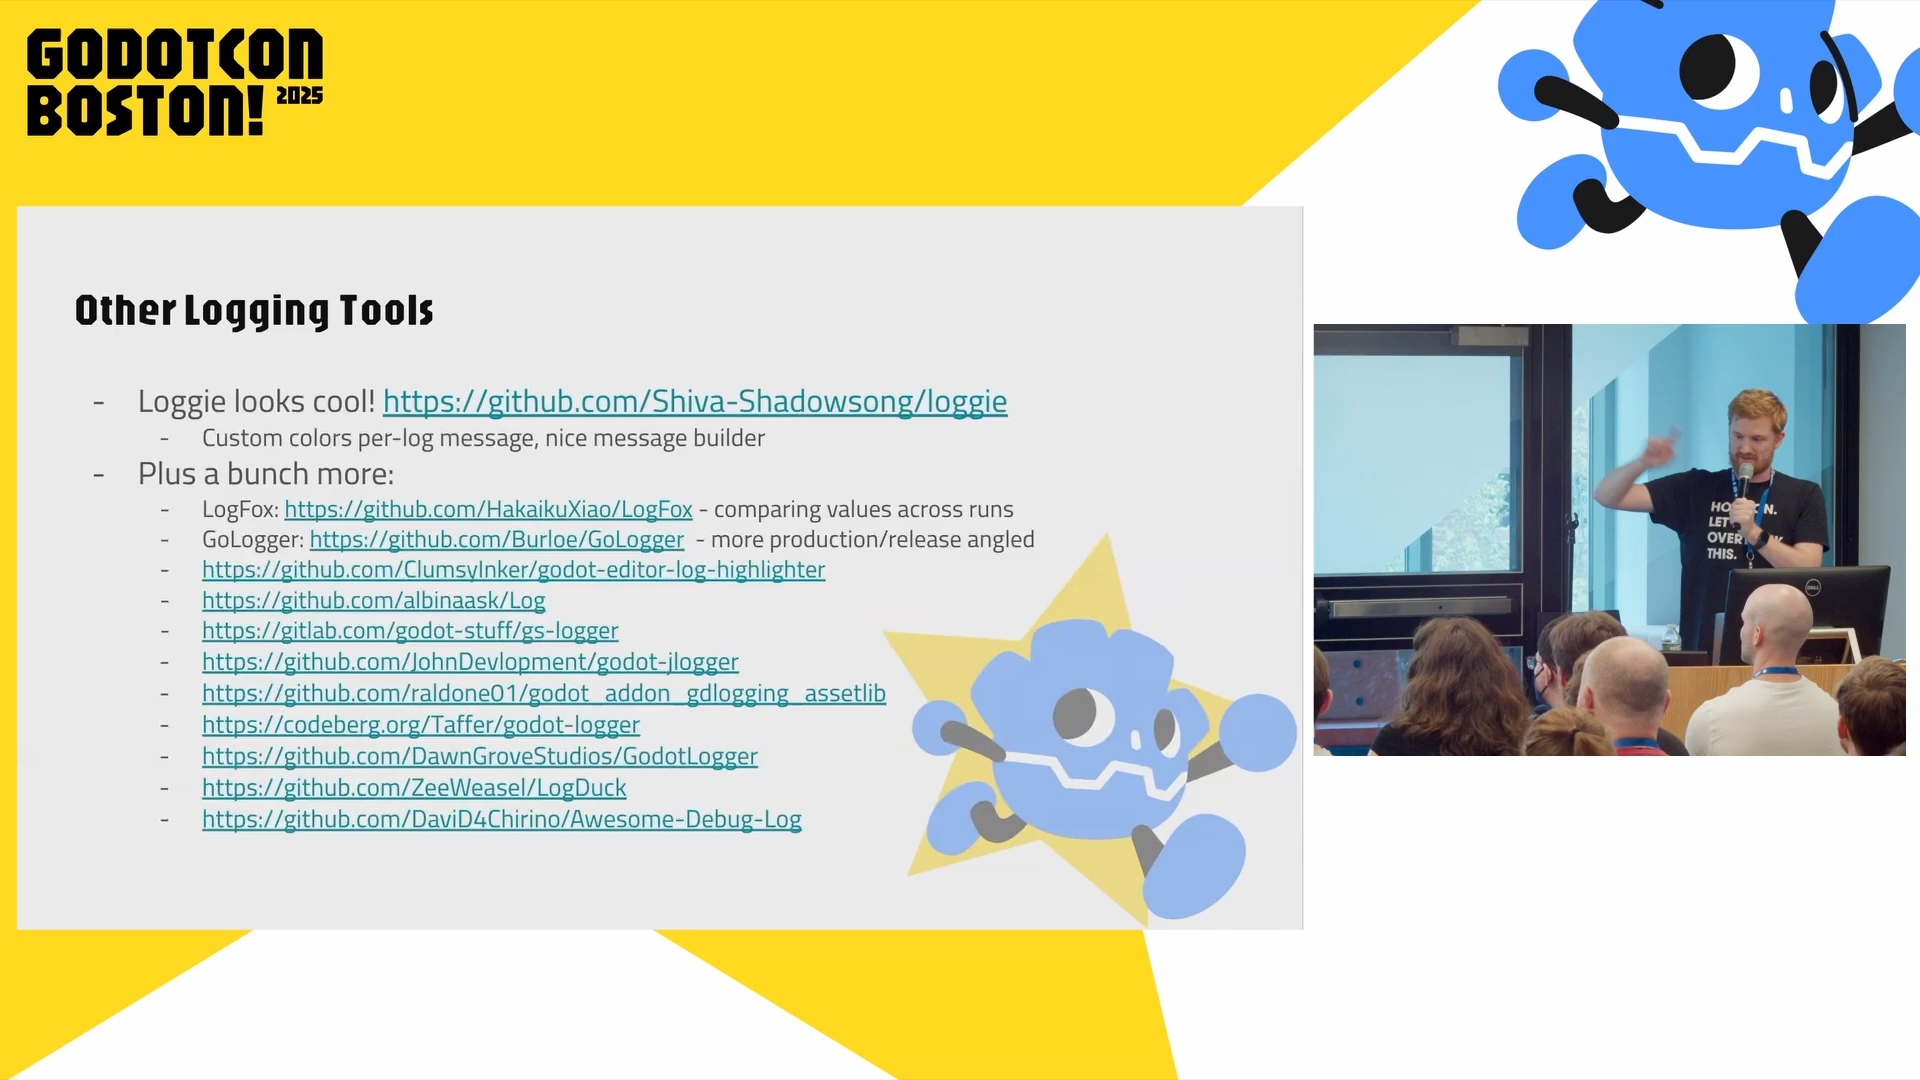 GODOTCON
BOSTON! 2025
Other Logging Tools
- Loggie looks cool! https://github.com/Shiva-Shadowsong/loggie
- Custom colors per-log message, nice message builder
- Plus a bunch more:
- LogFox: https://github.com/HakaikuXiao/LogFox - comparing values across runs
- GoLogger: https://github.com/Burloe/GoLogger - more production/release angled
- https://github.com/ClumsyInker/godot-editor-log-highlighter
- https://github.com/albinaask/Log
- https://gitlab.com/godot-stuff/gs-logger
- https://github.com/JohnDevlopment/godot-jlogger
- https://github.com/raldone01/godot_addon_gdlogging_assetlib
- https://codeberg.org/Taffer/godot-logger
- https://github.com/DawnGroveStudios/GodotLogger
- https://github.com/ZeeWeasel/LogDuck
- https://github.com/DaviD4Chirino/Awesome-Debug-Log
THIS.
DELL